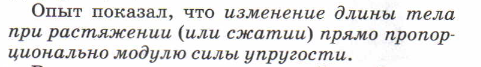 Опыт показал, что изменение длины тела
при растяжении (или сжатии) прямо пропор-
ционально модулю силы упругости.